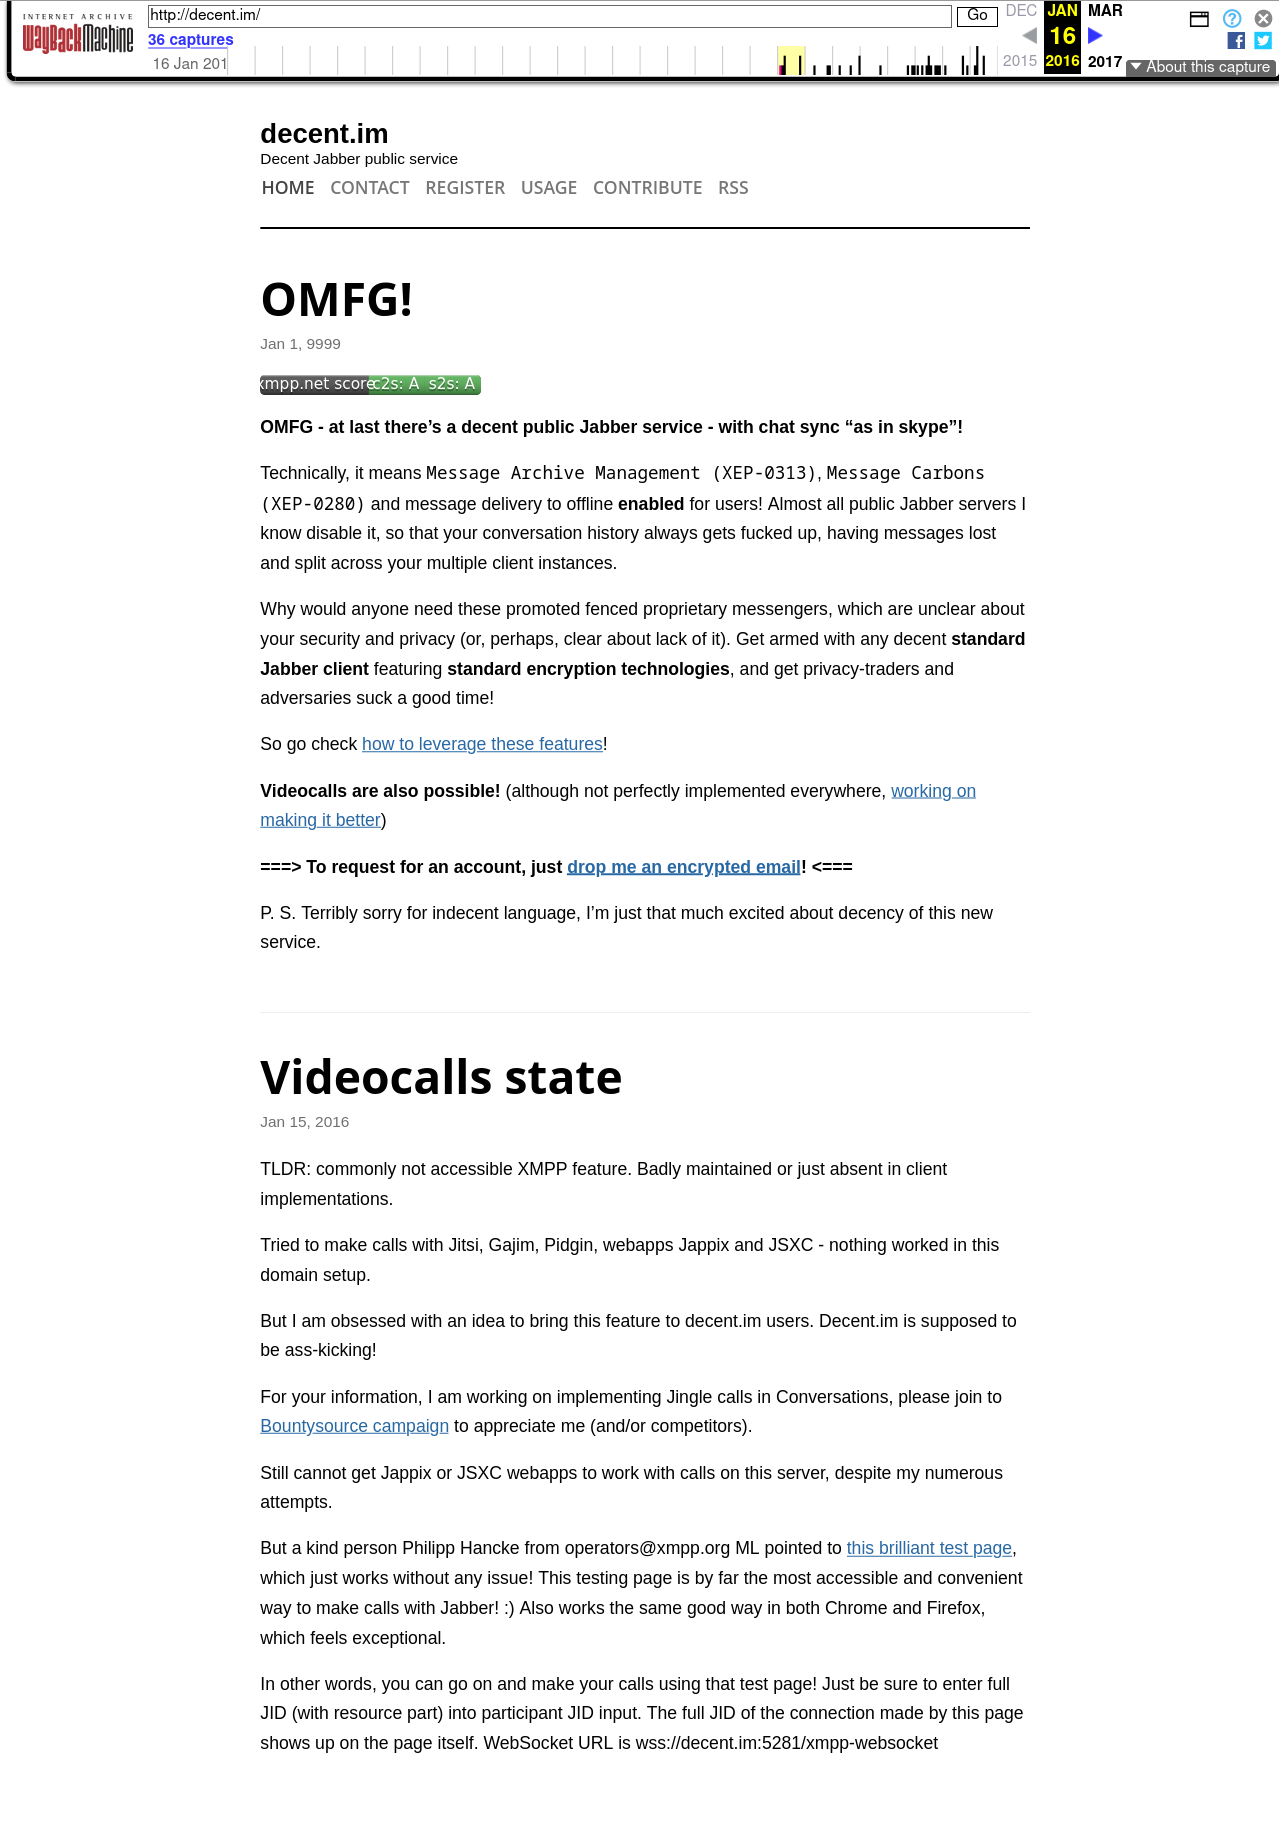 INTERNET ARCHIVE
WayBackMachine
http://decent.im/
Go
36 captures
16 Jan 201
DEC
JAN
MAR
16
2015
2016
2017
About this capture
decent.im
Decent Jabber public service
HOME CONTACT REGISTER USAGE CONTRIBUTE RSS
OMFG!
Jan 1, 9999
xmpp.net score c2s: A s2s: A
OMFG - at last there’s a decent public Jabber service - with chat sync “as in skype”!
Technically, it means Message Archive Management (XEP-0313), Message Carbons
(XEP-0280) and message delivery to offline enabled for users! Almost all public Jabber servers I
know disable it, so that your conversation history always gets fucked up, having messages lost
and split across your multiple client instances.
Why would anyone need these promoted fenced proprietary messengers, which are unclear about
your security and privacy (or, perhaps, clear about lack of it). Get armed with any decent standard
Jabber client featuring standard encryption technologies, and get privacy-traders and
adversaries suck a good time!
So go check how to leverage these features!
Videocalls are also possible! (although not perfectly implemented everywhere, working on
making it better)
===> To request for an account, just drop me an encrypted email! <===
P. S. Terribly sorry for indecent language, I’m just that much excited about decency of this new
service.
Videocalls state
Jan 15, 2016
TLDR: commonly not accessible XMPP feature. Badly maintained or just absent in client
implementations.
Tried to make calls with Jitsi, Gajim, Pidgin, webapps Jappix and JSXC - nothing worked in this
domain setup.
But I am obsessed with an idea to bring this feature to decent.im users. Decent.im is supposed to
be ass-kicking!
For your information, I am working on implementing Jingle calls in Conversations, please join to
Bountysource campaign to appreciate me (and/or competitors).
Still cannot get Jappix or JSXC webapps to work with calls on this server, despite my numerous
attempts.
But a kind person Philipp Hancke from operators@xmpp.org ML pointed to this brilliant test page,
which just works without any issue! This testing page is by far the most accessible and convenient
way to make calls with Jabber! :) Also works the same good way in both Chrome and Firefox,
which feels exceptional.
In other words, you can go on and make your calls using that test page! Just be sure to enter full
JID (with resource part) into participant JID input. The full JID of the connection made by this page
shows up on the page itself. WebSocket URL is wss://decent.im:5281/xmpp-websocket